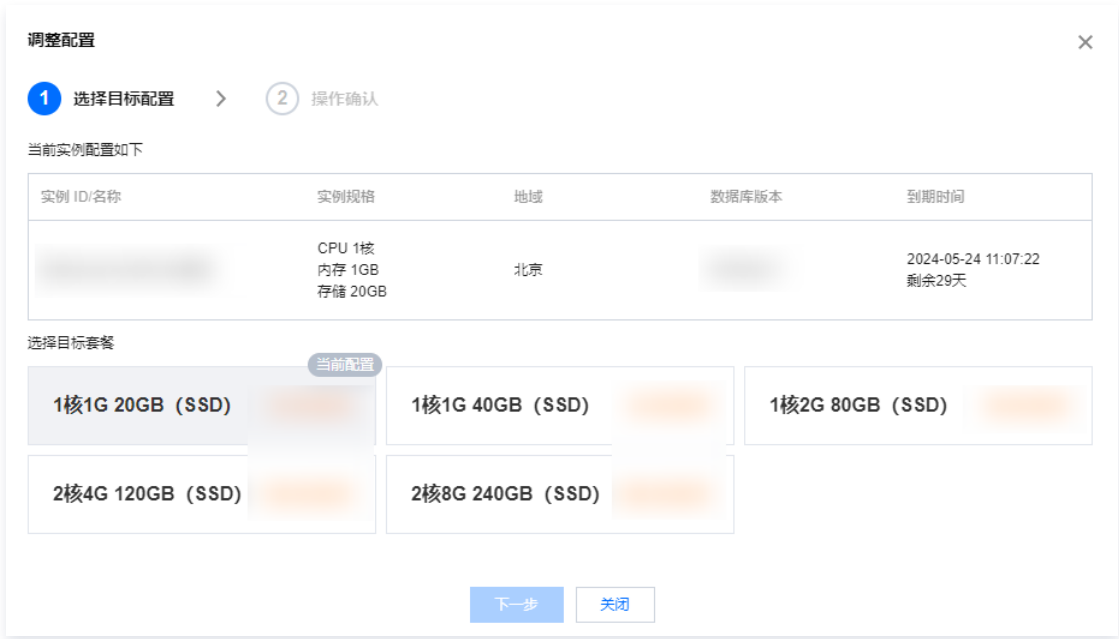 调整配置
1 选择目标配置
2 操作确认
当前实例配置如下
实例 ID/名称 实例规格 地域 数据库版本 到期时间
CPU 1核
内存 1GB
存储 20GB
北京
2024-05-24 11:07:22
剩余29天
选择目标套餐
当前配置
1核1G 20GB（SSD） 1核1G 40GB（SSD） 1核2G 80GB（SSD）
2核4G 120GB（SSD） 2核8G 240GB（SSD）
下一步 关闭